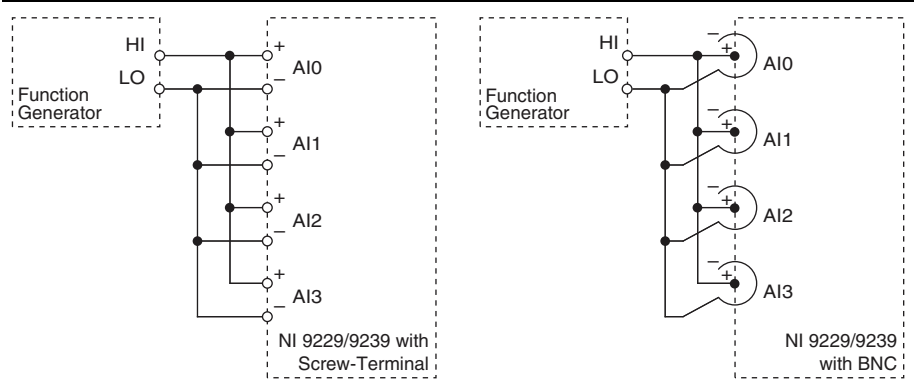 HI
LO
Function
Generator
+
AI0
–
+
AI1
–
+
AI2
–
+
AI3
–
NI 9229/9239 with
Screw-Terminal
HI
LO
Function
Generator
–
+
AI0
–
+
AI1
–
+
AI2
–
+
AI3
NI 9229/9239
with BNC